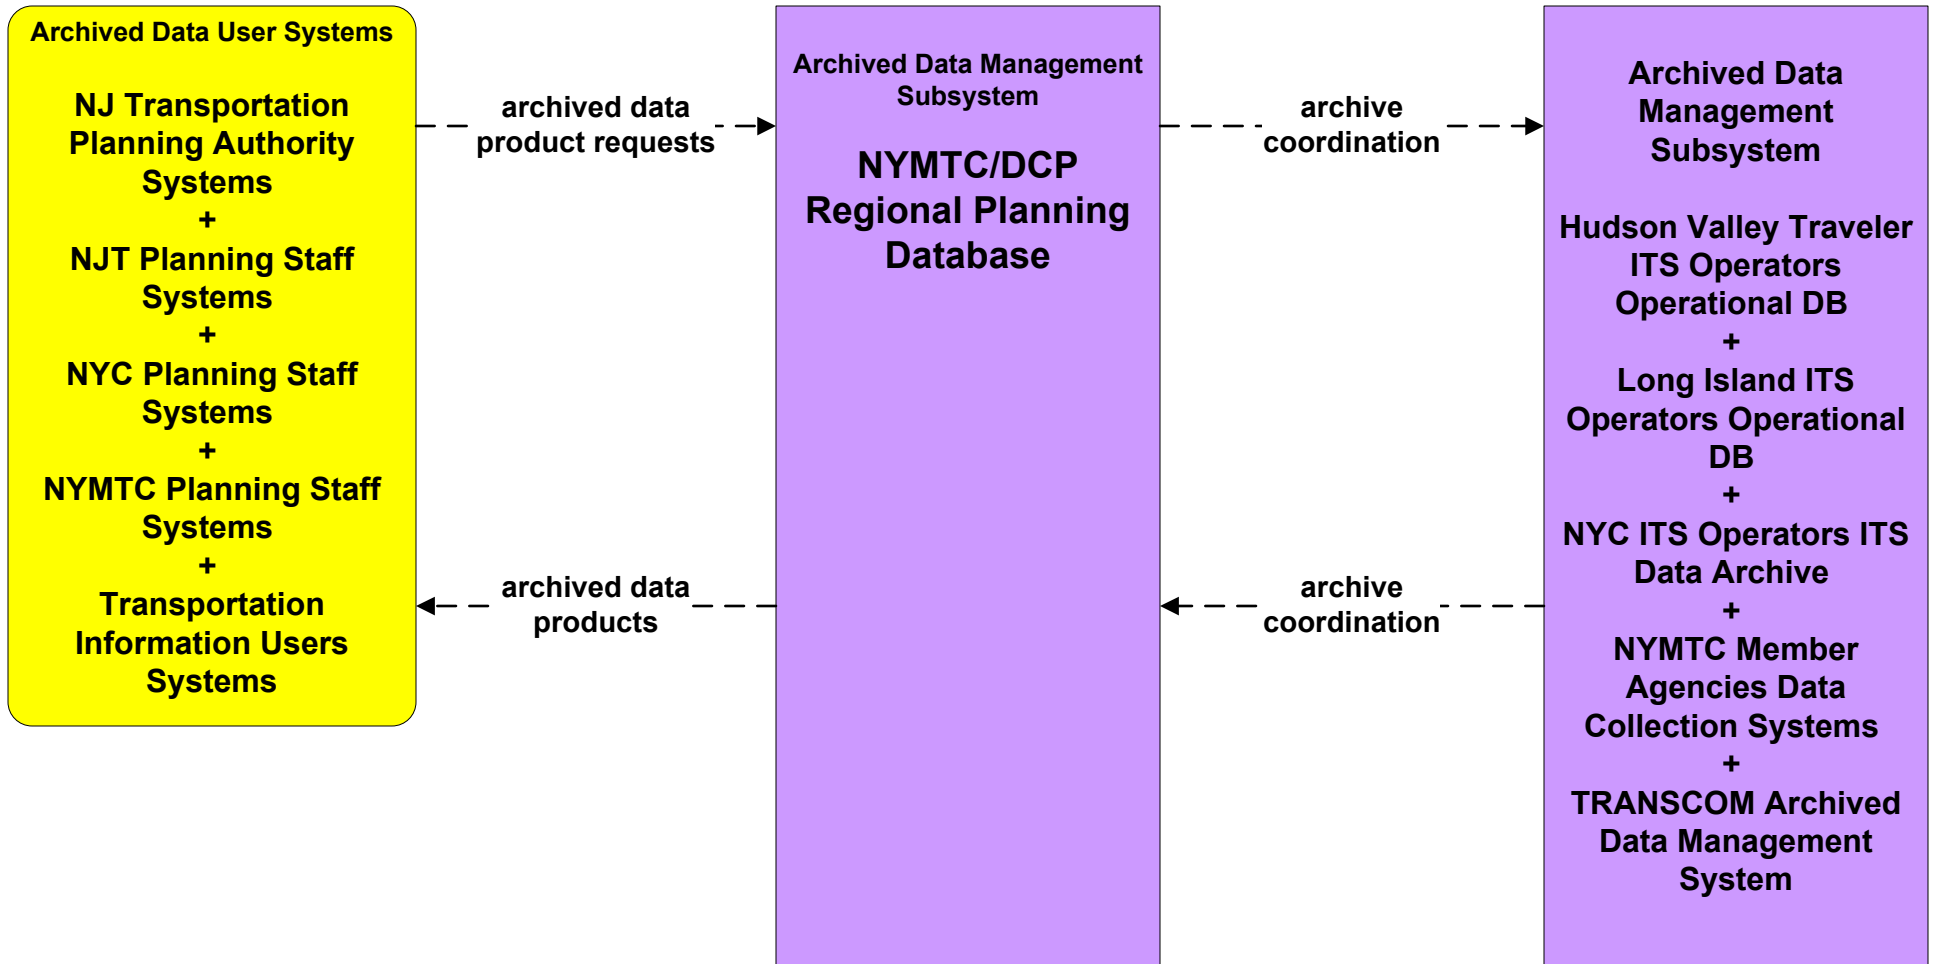 Archived Data User Systems
NJ Transportation
Planning Authority
Systems
+
NJT Planning Staff
Systems
+
NYC Planning Staff
Systems
+
NYMTC Planning Staff
Systems
+
Transportation
Information Users
Systems
archived data
product requests
archived data
products
Archived Data Management
Subsystem
NYMTC/DCP
Regional Planning
Database
archive
coordination
archive
coordination
Archived Data
Management
Subsystem
Hudson Valley Traveler
ITS Operators
Operational DB
+
Long Island ITS
Operators Operational
DB
+
NYC ITS Operators ITS
Data Archive
+
NYMTC Member
Agencies Data
Collection Systems
+
TRANSCOM Archived
Data Management
System